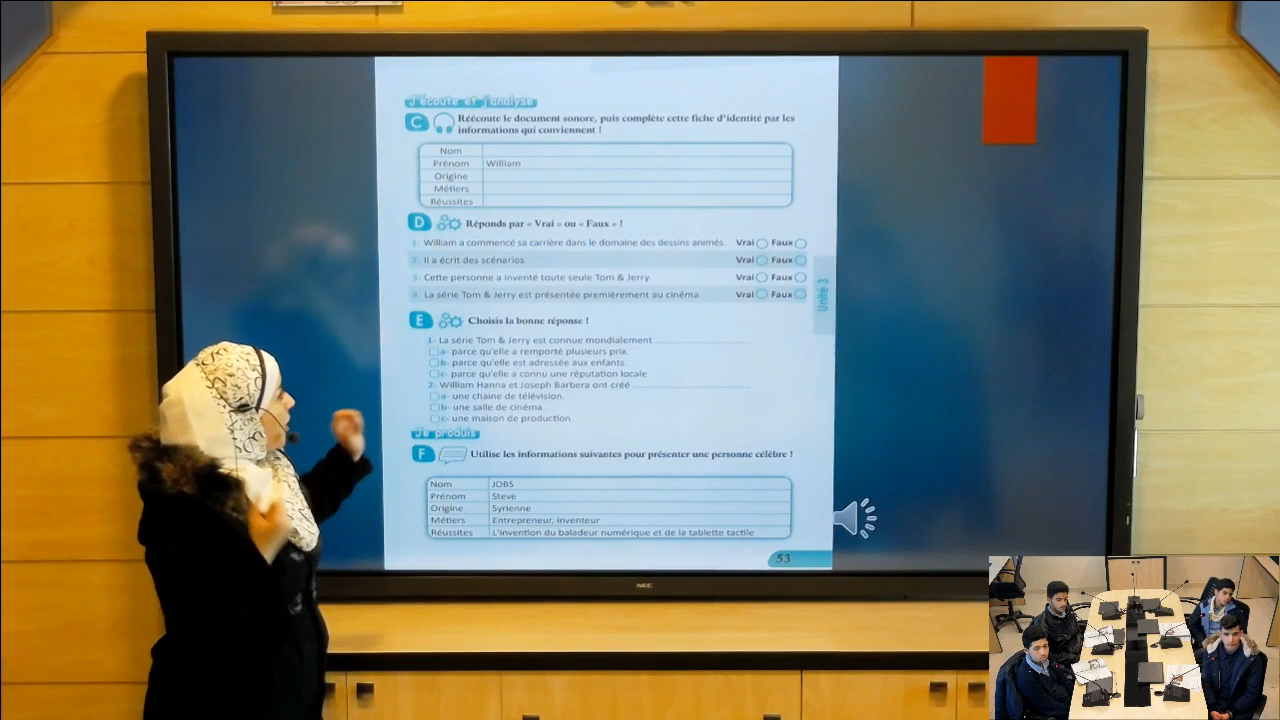 J'écoute et j'analyse
C Réécoute le document sonore, puis complète cette fiche d'identité par les
informations qui conviennent !
Nom
Prénom William
Origine
Métiers
Réussites
D Réponds par « Vrai » ou « Faux » !
1- William a commencé sa carrière dans le domaine des dessins animés. Vrai Faux
2- Il a écrit des scénarios. Vrai Faux
3- Cette personne a inventé toute seule Tom & Jerry. Vrai Faux
4- La série Tom & Jerry est présentée premièrement au cinéma. Vrai Faux
Unité 3
E Choisis la bonne réponse !
1- La série Tom & Jerry est connue mondialement
a- parce qu'elle a remporté plusieurs prix.
b- parce qu'elle est adressée aux enfants.
c- parce qu'elle a connu une réputation locale.
2- William Hanna et Joseph Barbera ont créé
a- une chaine de télévision.
b- une salle de cinéma.
c- une maison de production.
Je produis
F Utilise les informations suivantes pour présenter une personne célèbre !
Nom JOBS
Prénom Steve
Origine Syrienne
Métiers Entrepreneur, inventeur
Réussites L'invention du baladeur numérique et de la tablette tactile
53
NEC